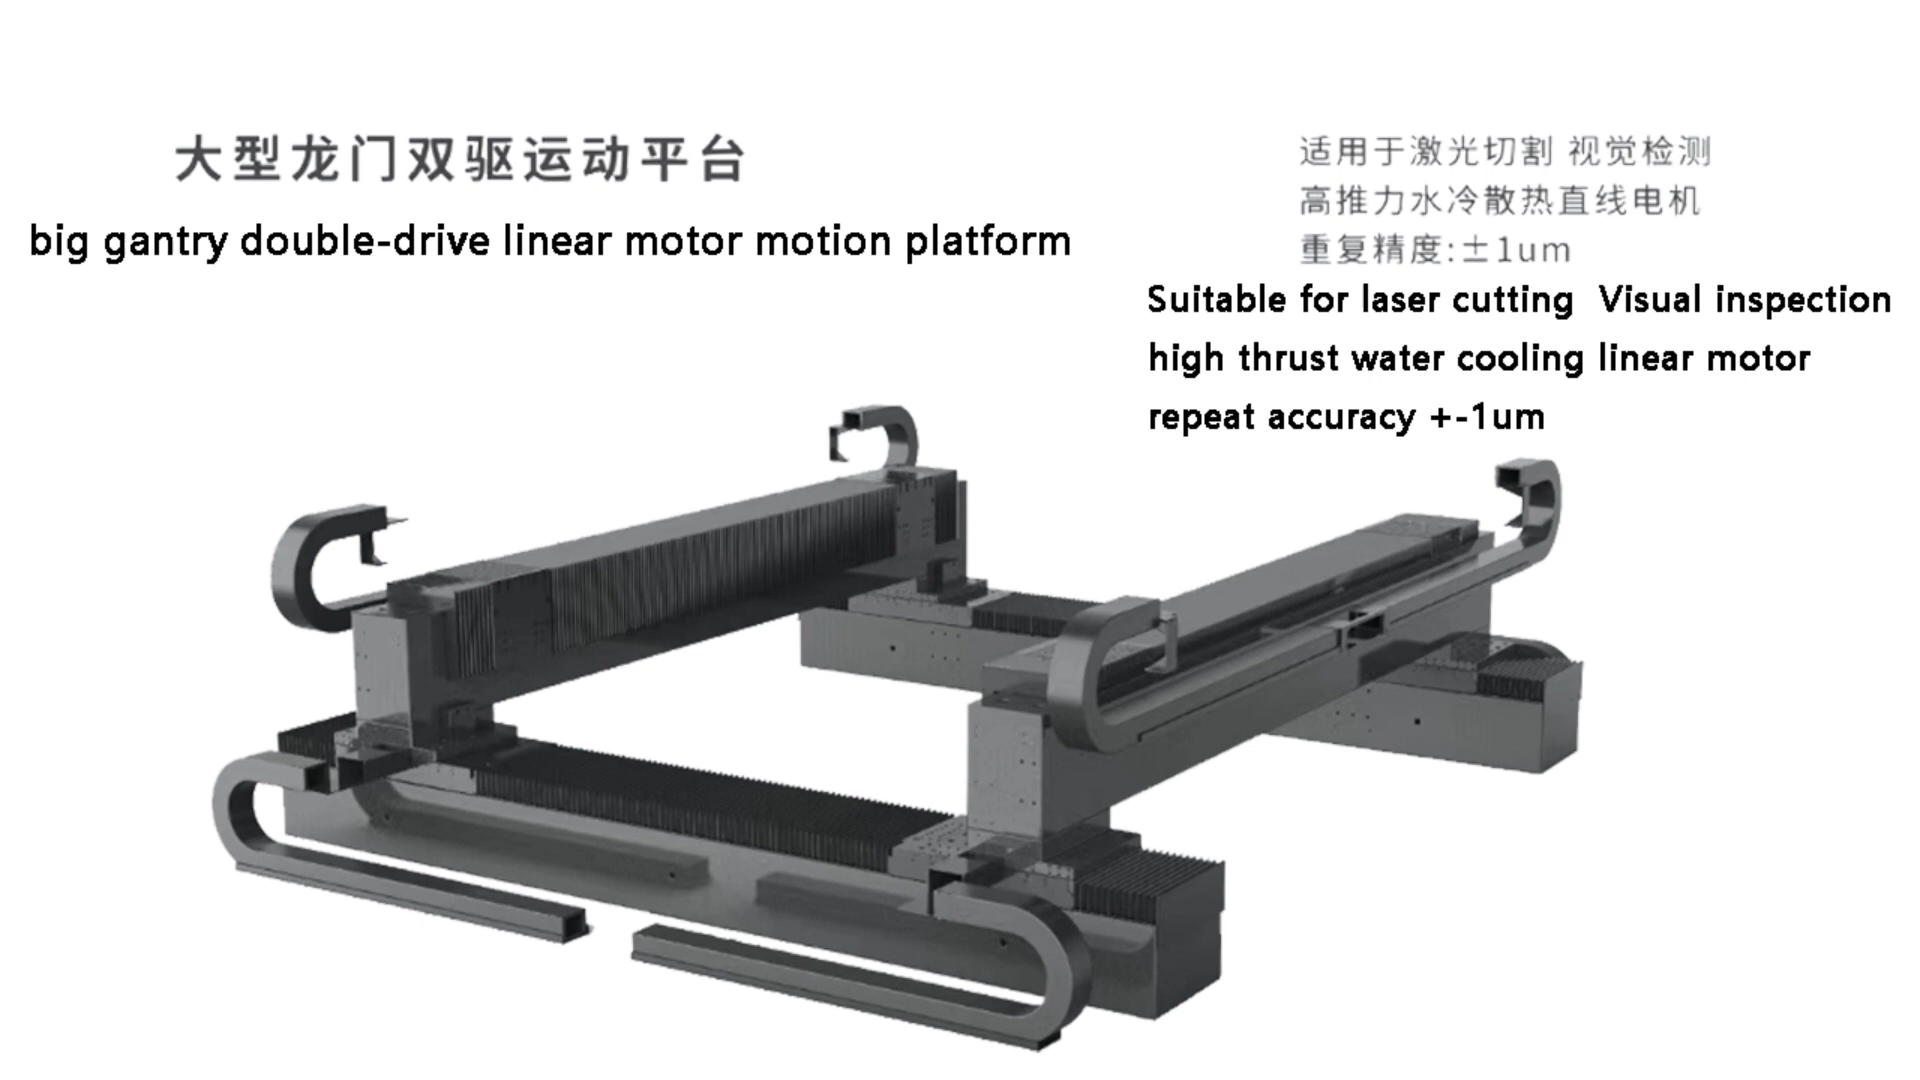 大型龙门双驱运动平台
big gantry double-drive linear motor motion platform
适用于激光切割 视觉检测
高推力水冷散热直线电机
重复精度:±1um
Suitable for laser cutting  Visual inspection
high thrust water cooling linear motor
repeat accuracy +-1um